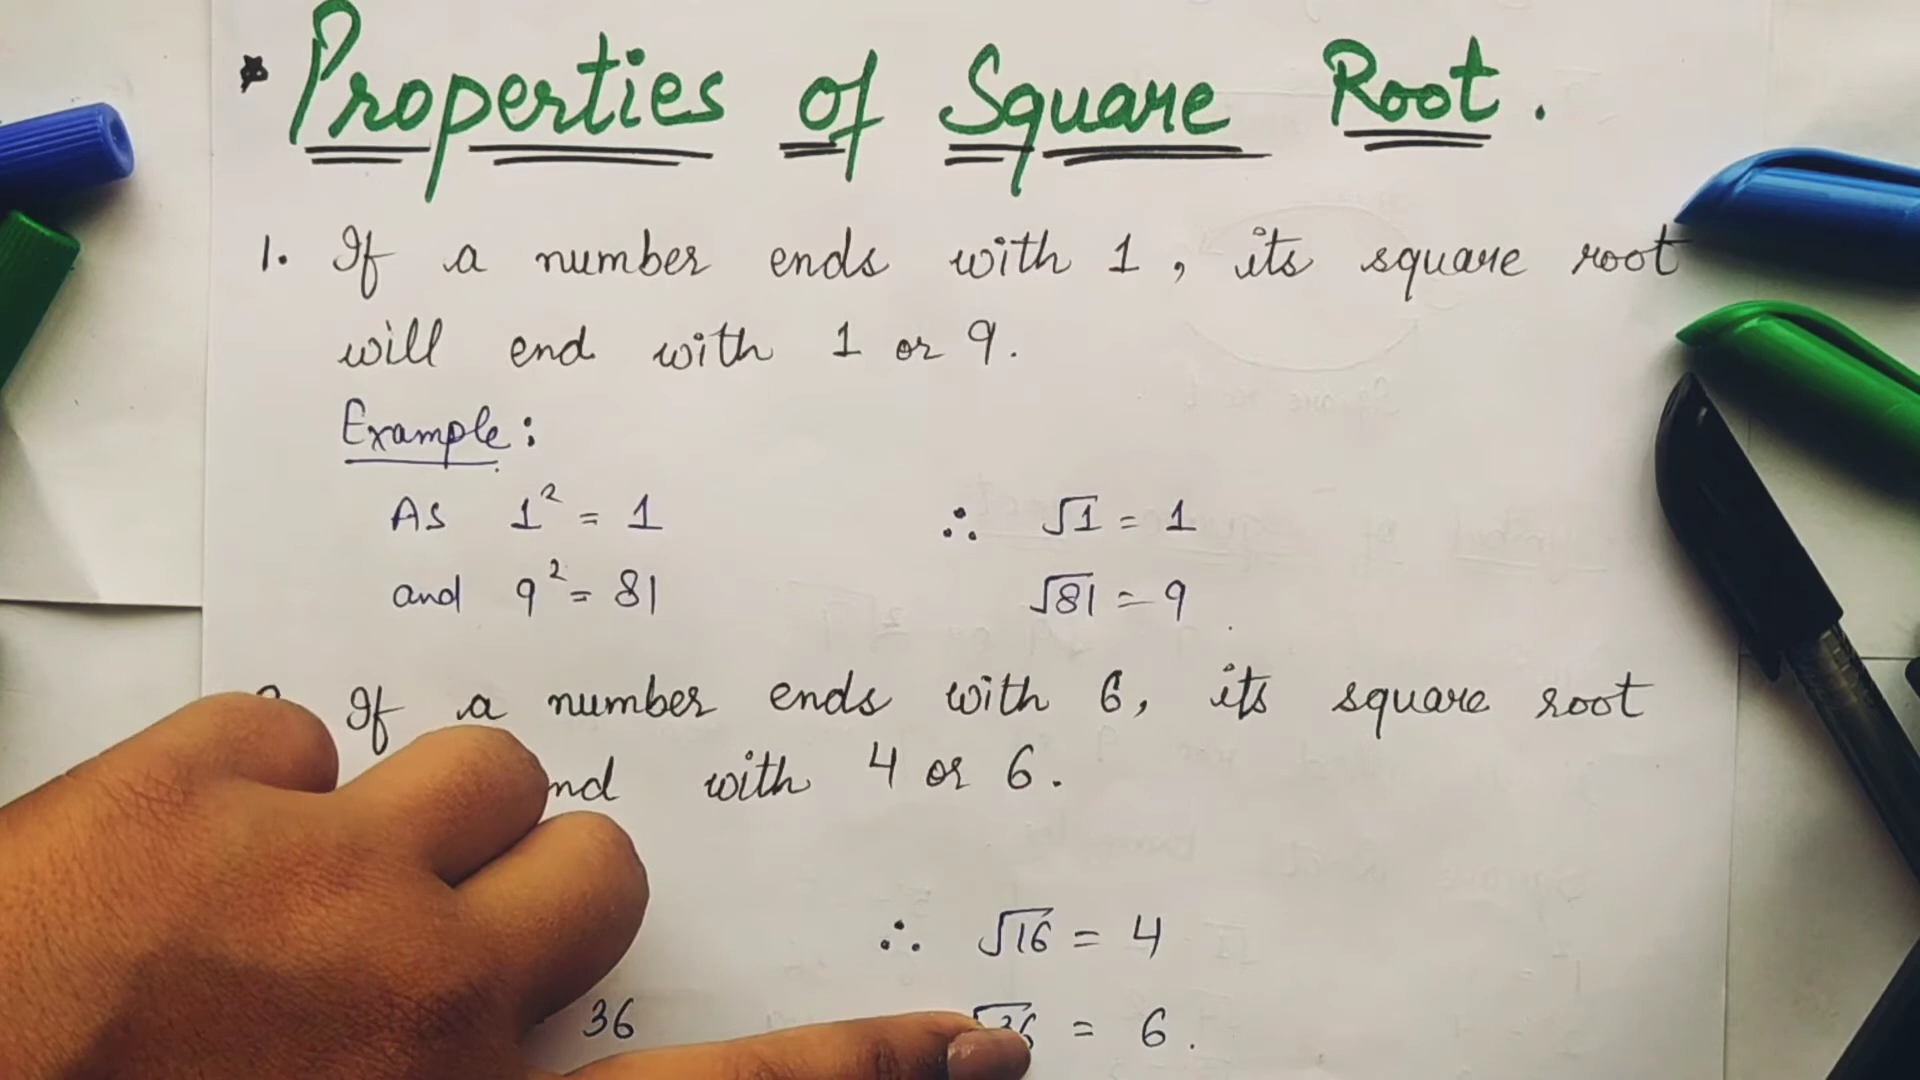 Properties of Square Root.
1. If a number ends with 1, its square root
will end with 1 or 9.
Example:
As 1² = 1 ∴ √1 = 1
and 9² = 81 √81 = 9
If a number ends with 6, its square root
with 4 or 6.
∴ √16 = 4
36 √36 = 6.